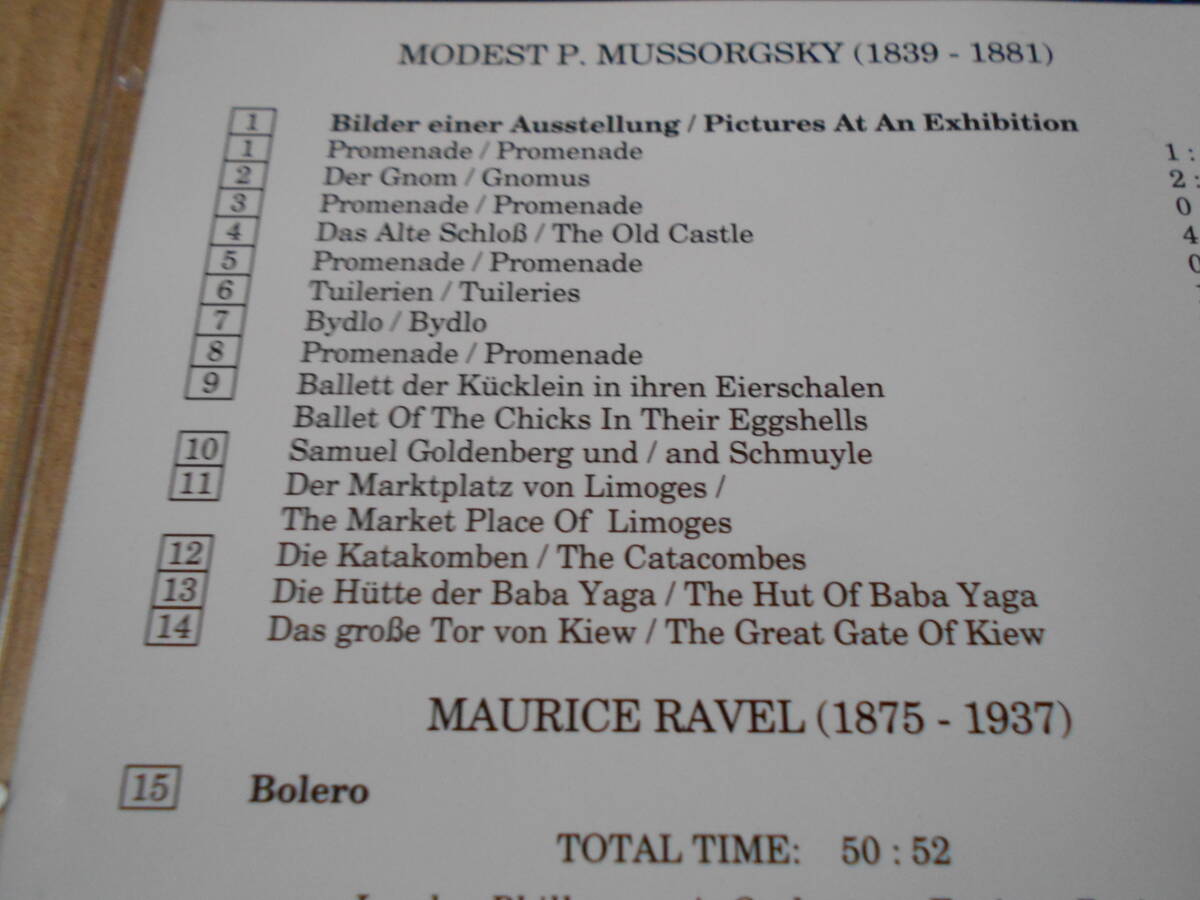 MODEST P. MUSSORGSKY (1839 - 1881)
1 Bilder einer Ausstellung / Pictures At An Exhibition
1 Promenade / Promenade 1 :
2 Der Gnom / Gnomus 2 :
3 Promenade / Promenade 0
4 Das Alte Schloß / The Old Castle 4
5 Promenade / Promenade 0
6 Tuilerien / Tuileries
7 Bydlo / Bydlo
8 Promenade / Promenade
9 Ballett der Kücklein in ihren Eierschalen
Ballet Of The Chicks In Their Eggshells
10 Samuel Goldenberg und / and Schmuyle
11 Der Marktplatz von Limoges /
The Market Place Of Limoges
12 Die Katakomben / The Catacombes
13 Die Hütte der Baba Yaga / The Hut Of Baba Yaga
14 Das große Tor von Kiew / The Great Gate Of Kiew
MAURICE RAVEL (1875 - 1937)
15 Bolero
TOTAL TIME: 50 : 52